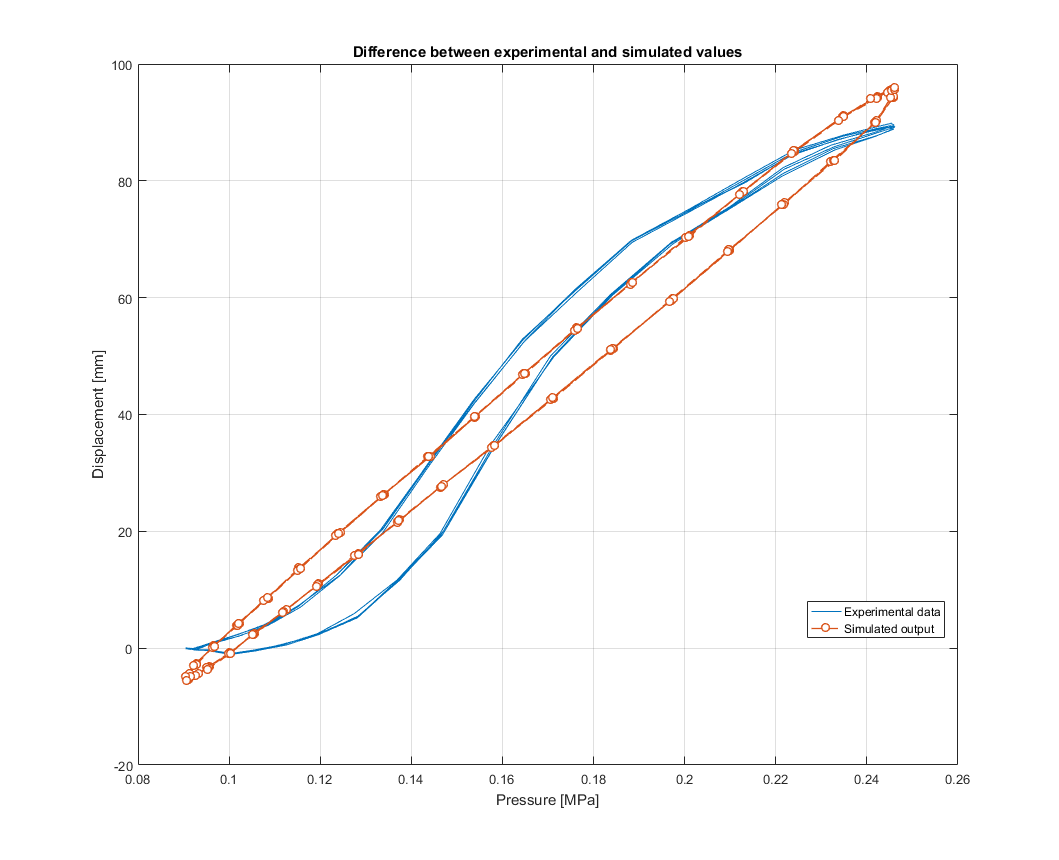 Difference between experimental and simulated values
100
80
60
40
20
0
-20
Displacement [mm]
Experimental data
Simulated output
0.08 0.1 0.12 0.14 0.16 0.18 0.2 0.22 0.24 0.26
Pressure [MPa]